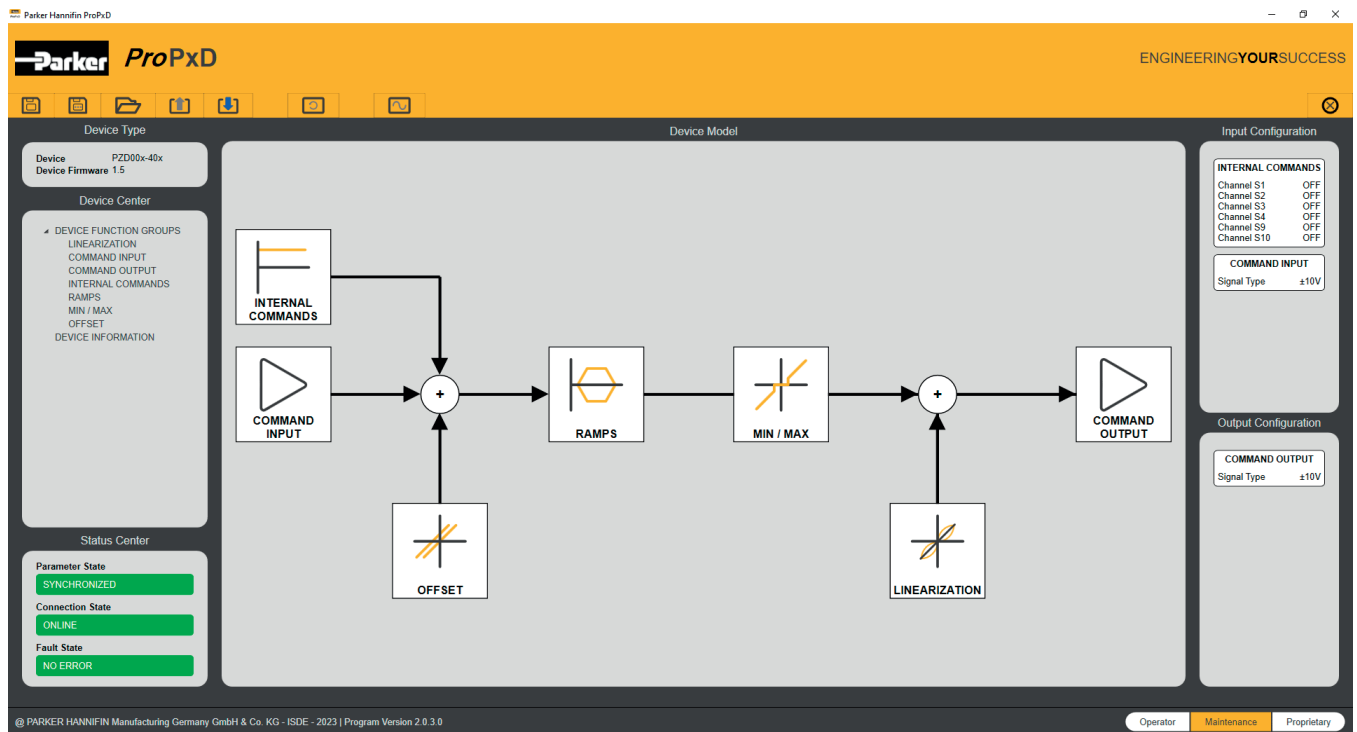 Parker Hannifin ProPxD
Parker ProPxD
ENGINEERINGYOURSUCCESS
Device Type
Device PZD00x-40x
Device Firmware 1.5
Device Center
DEVICE FUNCTION GROUPS
LINEARIZATION
COMMAND INPUT
COMMAND OUTPUT
INTERNAL COMMANDS
RAMPS
MIN / MAX
OFFSET
DEVICE INFORMATION
Status Center
Parameter State
SYNCHRONIZED
Connection State
ONLINE
Fault State
NO ERROR
Device Model
INTERNAL
COMMANDS
COMMAND
INPUT
+
OFFSET
RAMPS
MIN / MAX
+
LINEARIZATION
COMMAND
OUTPUT
Input Configuration
INTERNAL COMMANDS
Channel S1 OFF
Channel S2 OFF
Channel S3 OFF
Channel S4 OFF
Channel S9 OFF
Channel S10 OFF
COMMAND INPUT
Signal Type ±10V
Output Configuration
COMMAND OUTPUT
Signal Type ±10V
@ PARKER HANNIFIN Manufacturing Germany GmbH & Co. KG - ISDE - 2023 | Program Version 2.0.3.0
Operator Maintenance Proprietary